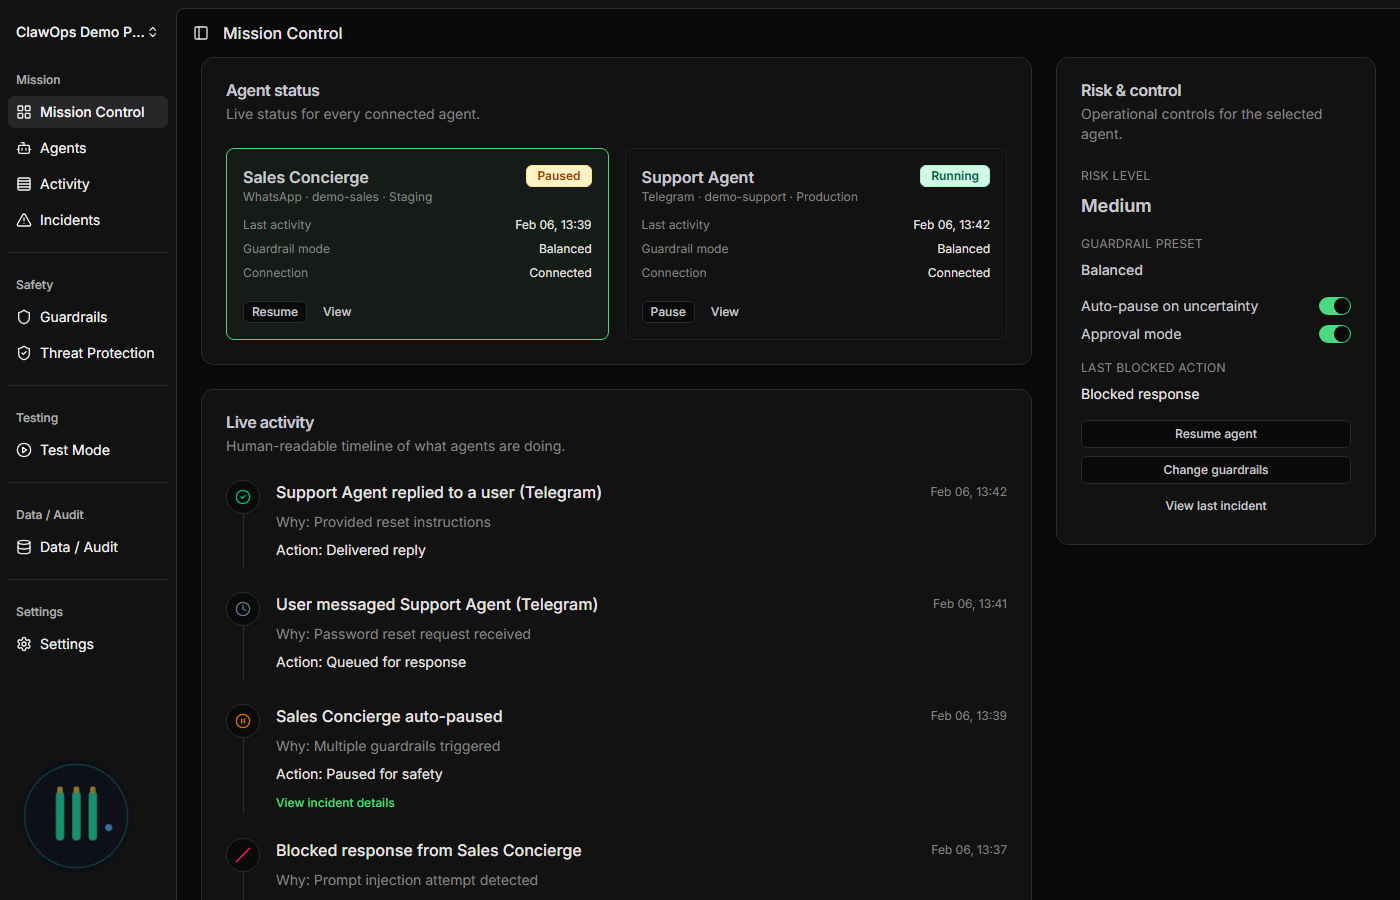 ClawOps Demo P...
Mission
Mission Control
Agents
Activity
Incidents
Safety
Guardrails
Threat Protection
Testing
Test Mode
Data / Audit
Data / Audit
Settings
Settings
Mission Control
Agent status
Live status for every connected agent.
Sales Concierge
Paused
WhatsApp · demo-sales · Staging
Last activity Feb 06, 13:39
Guardrail mode Balanced
Connection Connected
Resume View
Support Agent
Running
Telegram · demo-support · Production
Last activity Feb 06, 13:42
Guardrail mode Balanced
Connection Connected
Pause View
Live activity
Human-readable timeline of what agents are doing.
Support Agent replied to a user (Telegram) Feb 06, 13:42
Why: Provided reset instructions
Action: Delivered reply
User messaged Support Agent (Telegram) Feb 06, 13:41
Why: Password reset request received
Action: Queued for response
Sales Concierge auto-paused Feb 06, 13:39
Why: Multiple guardrails triggered
Action: Paused for safety
View incident details
Blocked response from Sales Concierge Feb 06, 13:37
Why: Prompt injection attempt detected
Risk & control
Operational controls for the selected
agent.
RISK LEVEL
Medium
GUARDRAIL PRESET
Balanced
Auto-pause on uncertainty
Approval mode
LAST BLOCKED ACTION
Blocked response
Resume agent
Change guardrails
View last incident